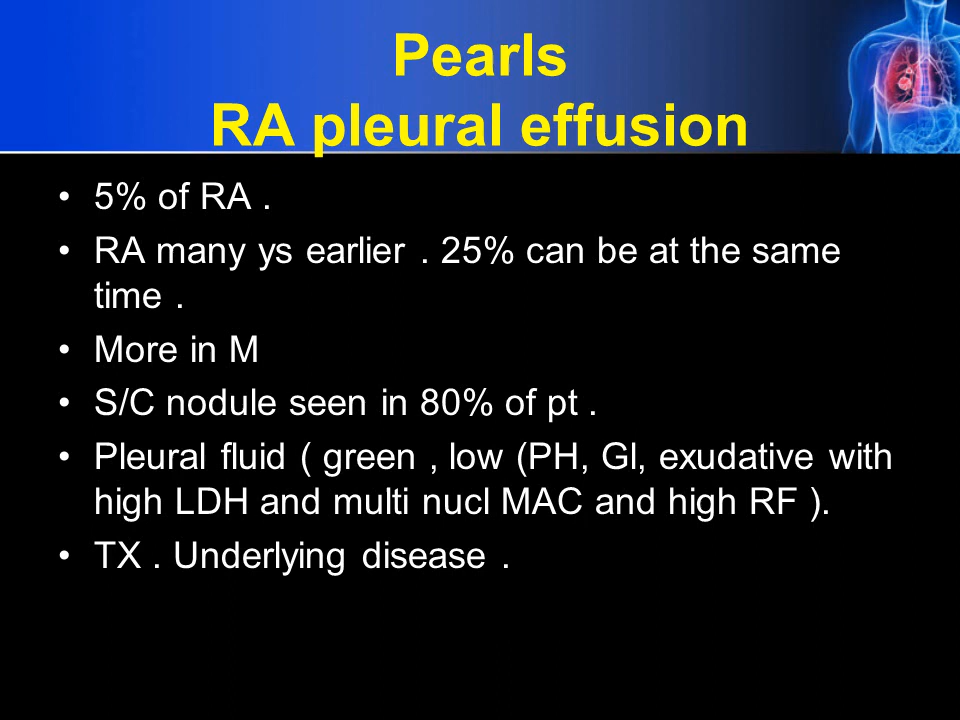 Pearls
RA pleural effusion
• 5% of RA .
• RA many ys earlier . 25% can be at the same
time .
• More in M
• S/C nodule seen in 80% of pt .
• Pleural fluid ( green , low (PH, Gl, exudative with
high LDH and multi nucl MAC and high RF ).
• TX . Underlying disease .